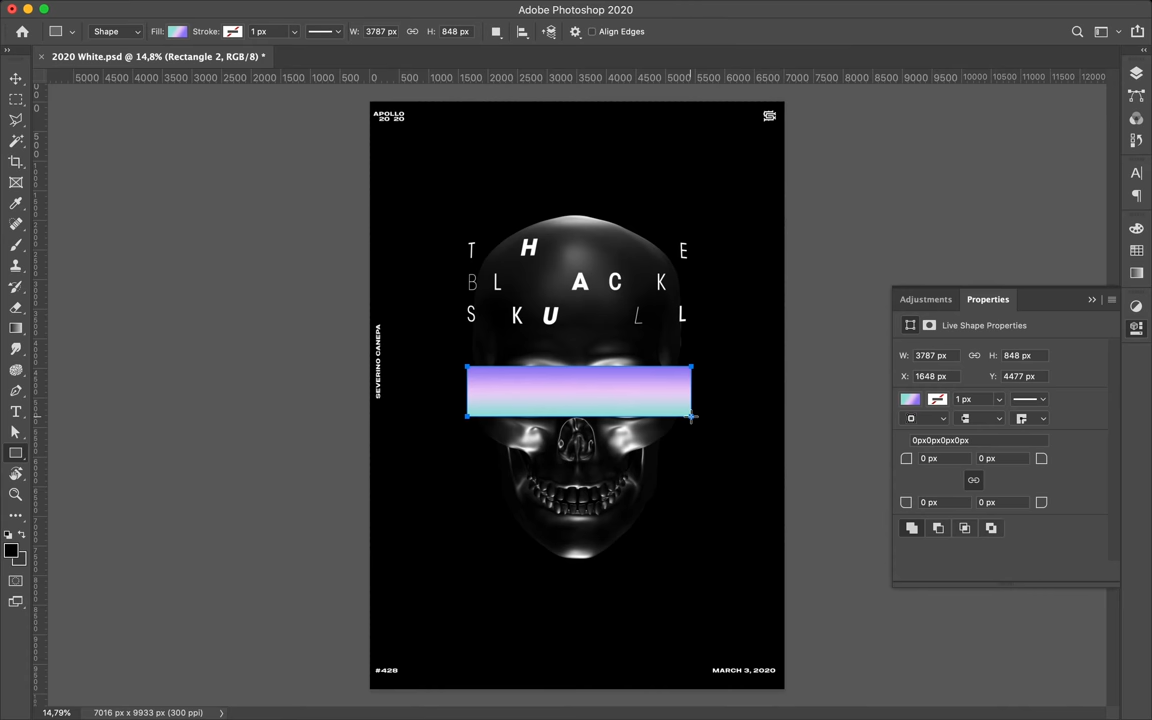 Adobe Photoshop 2020
Shape Fill: Stroke: 1 px W: 3787 px H: 848 px Align Edges
2020 White.psd @ 14,8% (Rectangle 2, RGB/8) *
5000 4500 4000 3500 3000 2500 2000 1500 1000 500 0 500 1000 1500 2000 2500 3000 3500 4000 4500 5000 5500 6000 6500 7000 7500 8000 8500 9000 9500 10000 10500 11000 11500 12000
APOLLO
20 20
T H E
B L A C K
S K U L L
SEVERINO CANEPA
#428
MARCH 3, 2020
Adjustments Properties
Live Shape Properties
W: 3787 px H: 848 px
X: 1648 px Y: 4477 px
1 px
0px0px0px0px
0 px 0 px
0 px 0 px
14,79% 7016 px x 9933 px (300 ppi)